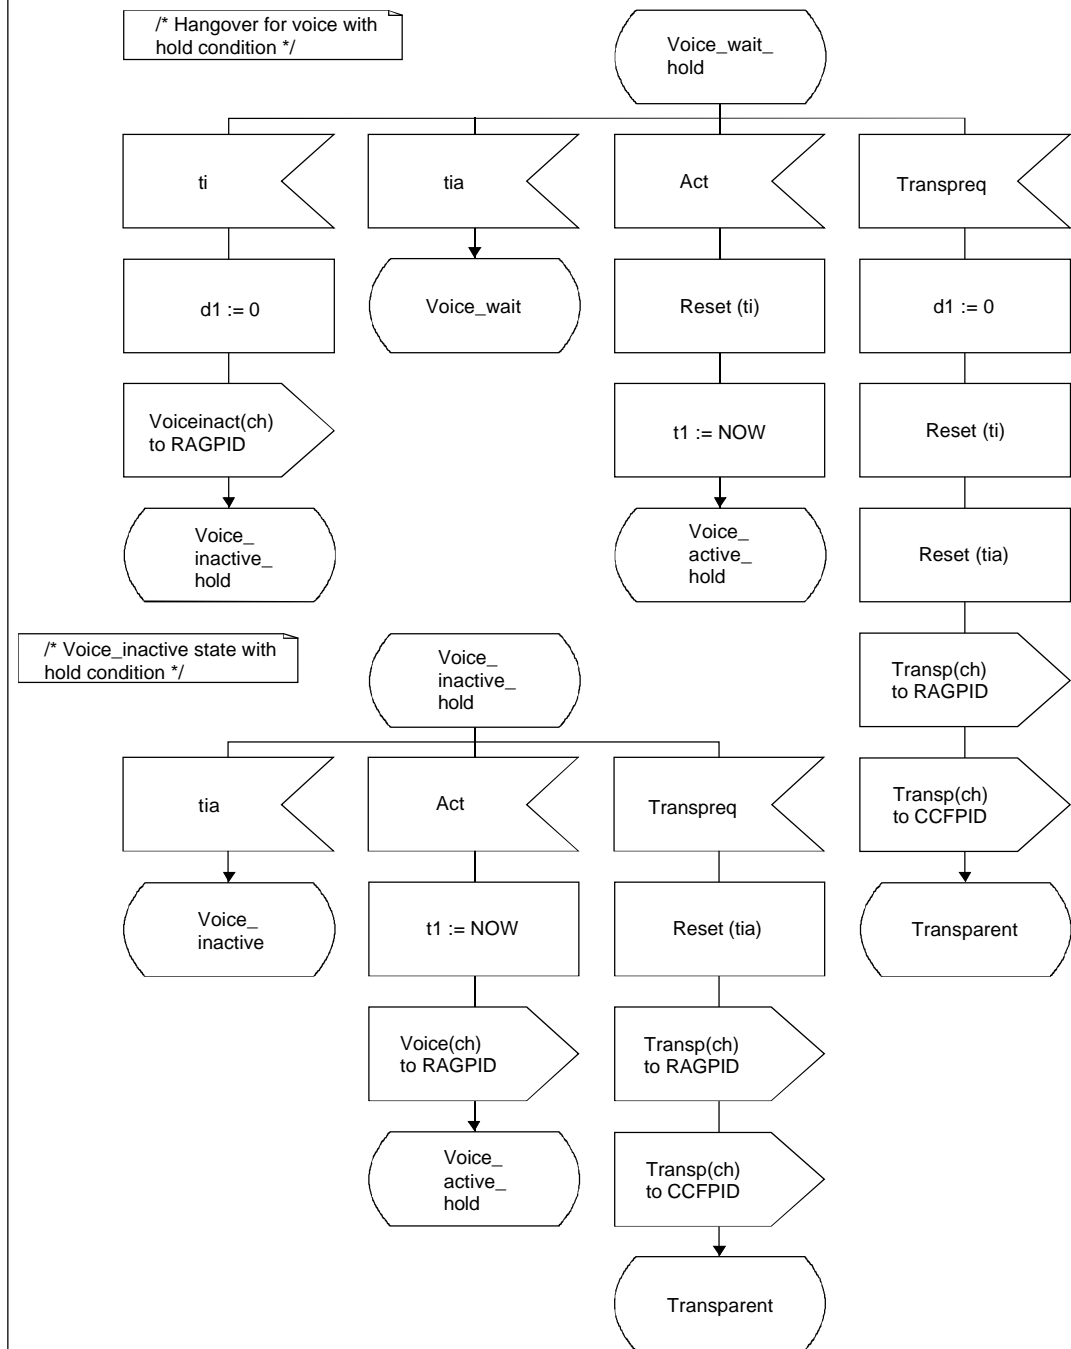 /* Hangover for voice with
hold condition */
Voice_wait_
hold
ti
tia
Act
Transpreq
d1 := 0
Voice_wait
Reset (ti)
d1 := 0
Voiceinact(ch)
to RAGPID
t1 := NOW
Reset (ti)
Voice_
inactive_
hold
Voice_
active_
hold
Reset (tia)
/* Voice_inactive state with
hold condition */
Voice_
inactive_
hold
Transp(ch)
to RAGPID
tia
Act
Transpreq
Transp(ch)
to CCFPID
Voice_
inactive
t1 := NOW
Reset (tia)
Transparent
Voice(ch)
to RAGPID
Transp(ch)
to RAGPID
Voice_
active_
hold
Transp(ch)
to CCFPID
Transparent